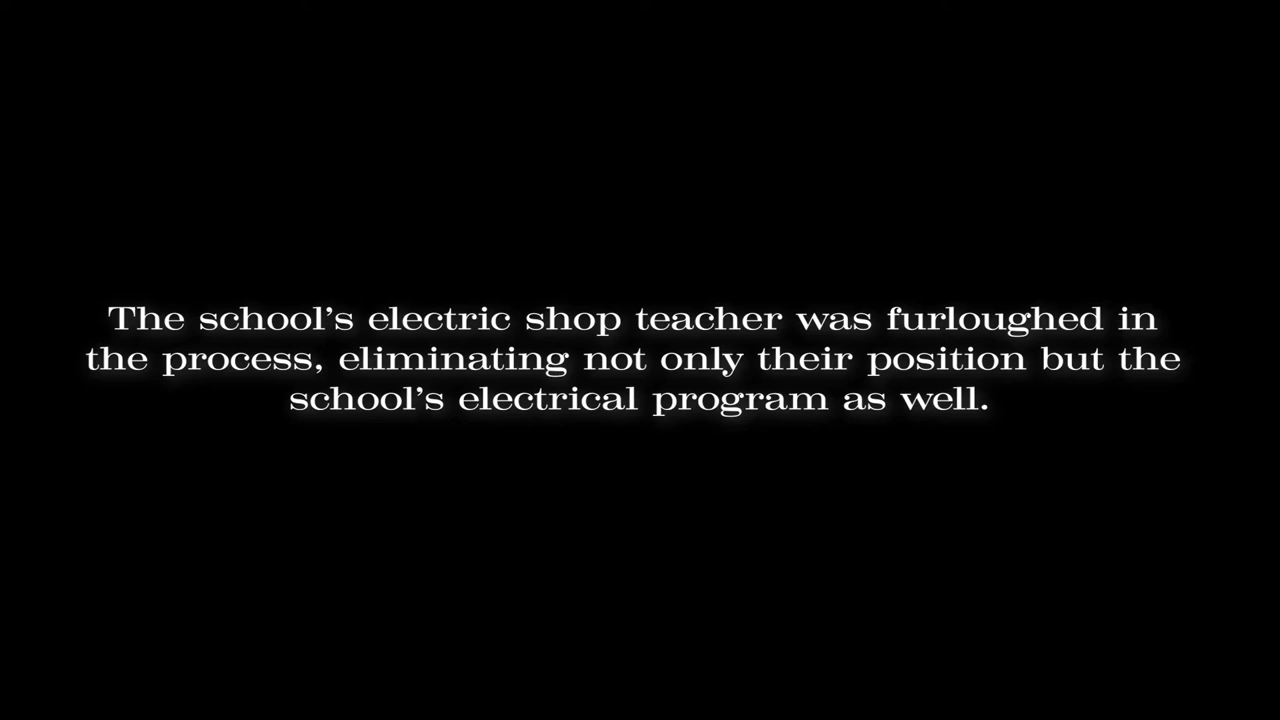 The school's electric shop teacher was furloughed in
the process, eliminating not only their position but the
school's electrical program as well.